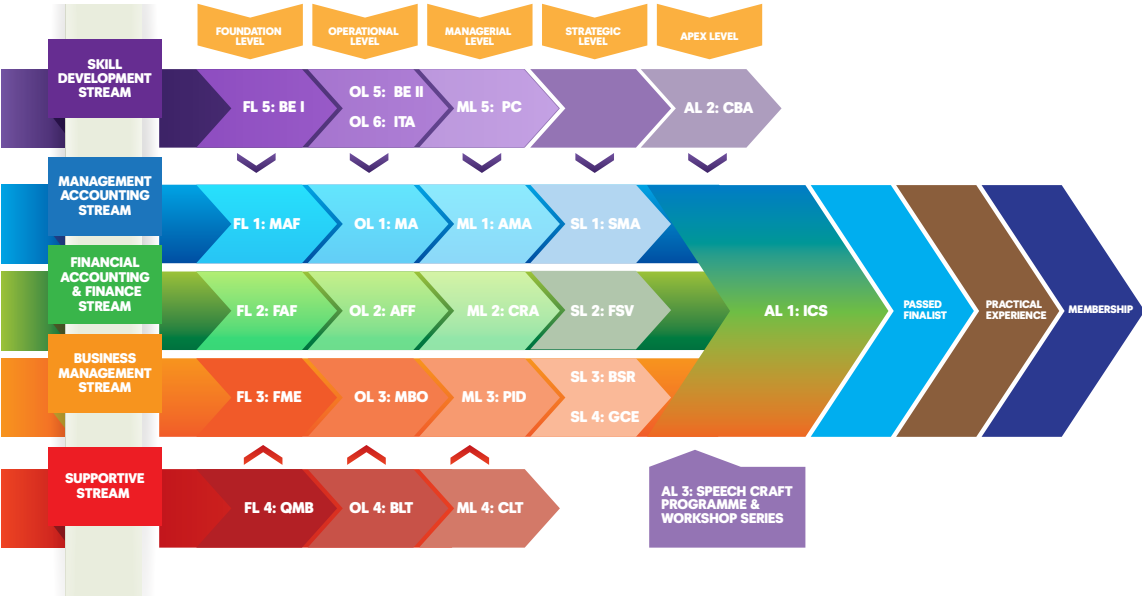 FOUNDATION
LEVEL
OPERATIONAL
LEVEL
MANAGERIAL
LEVEL
STRATEGIC
LEVEL
APEX LEVEL
SKILL
DEVELOPMENT
STREAM
FL 5: BE I
OL 5: BE II
OL 6: ITA
ML 5: PC
AL 2: CBA
MANAGEMENT
ACCOUNTING
STREAM
FL 1: MAF
OL 1: MA
ML 1: AMA
SL 1: SMA
FINANCIAL
ACCOUNTING
& FINANCE
STREAM
FL 2: FAF
OL 2: AFF
ML 2: CRA
SL 2: FSV
BUSINESS
MANAGEMENT
STREAM
FL 3: FME
OL 3: MBO
ML 3: PID
SL 3: BSR
SL 4: GCE
AL 1: ICS
PASSED
FINALIST
PRACTICAL
EXPERIENCE
MEMBERSHIP
SUPPORTIVE
STREAM
FL 4: QMB
OL 4: BLT
ML 4: CLT
AL 3: SPEECH CRAFT
PROGRAMME &
WORKSHOP SERIES